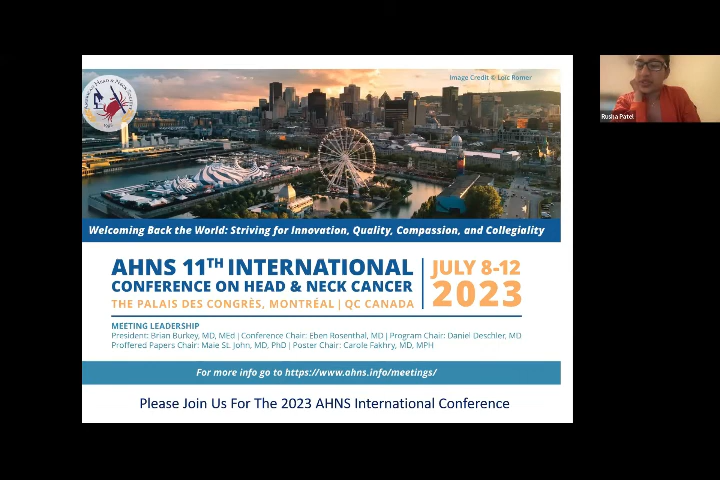 Image Credit © Loïc Romer
AMERICAN HEAD & NECK SOCIETY
Welcoming Back the World: Striving for Innovation, Quality, Compassion, and Collegiality
AHNS 11TH INTERNATIONAL
CONFERENCE ON HEAD & NECK CANCER
THE PALAIS DES CONGRÈS, MONTRÉAL | QC CANADA
JULY 8-12
2023
MEETING LEADERSHIP
President: Brian Burkey, MD, MEd | Conference Chair: Eben Rosenthal, MD | Program Chair: Daniel Deschler, MD
Proffered Papers Chair: Maie St. John, MD, PhD | Poster Chair: Carole Fakhry, MD, MPH
For more info go to https://www.ahns.info/meetings/
Please Join Us For The 2023 AHNS International Conference
Rusha Patel